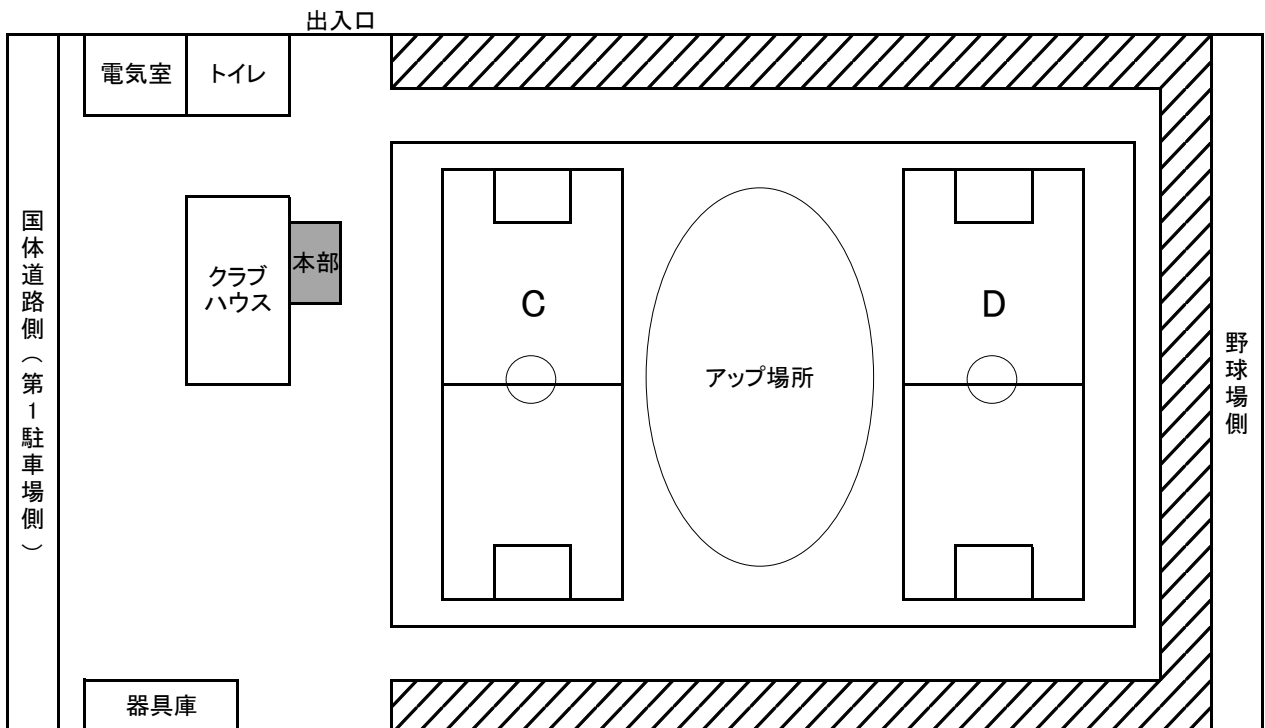 出入口
電気室
トイレ
国体道路側（第1駐車場側）
クラブ
ハウス
本部
C
アップ場所
D
野球場側
器具庫